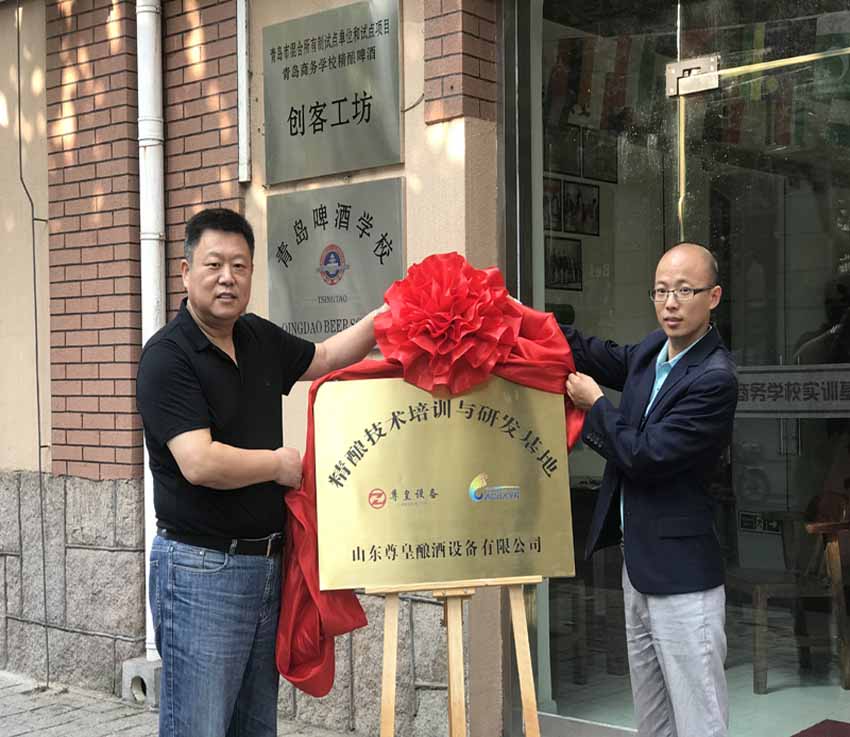 青岛市混合所有制试点单位和试点项目
青岛商务学校精酿啤酒
创客工坊
青岛啤酒学校
TSINGTAO
QINGDAO BEER S
精酿技术培训与研发基地
尊皇设备
山东尊皇酿酒设备有限公司
商务学校实训基